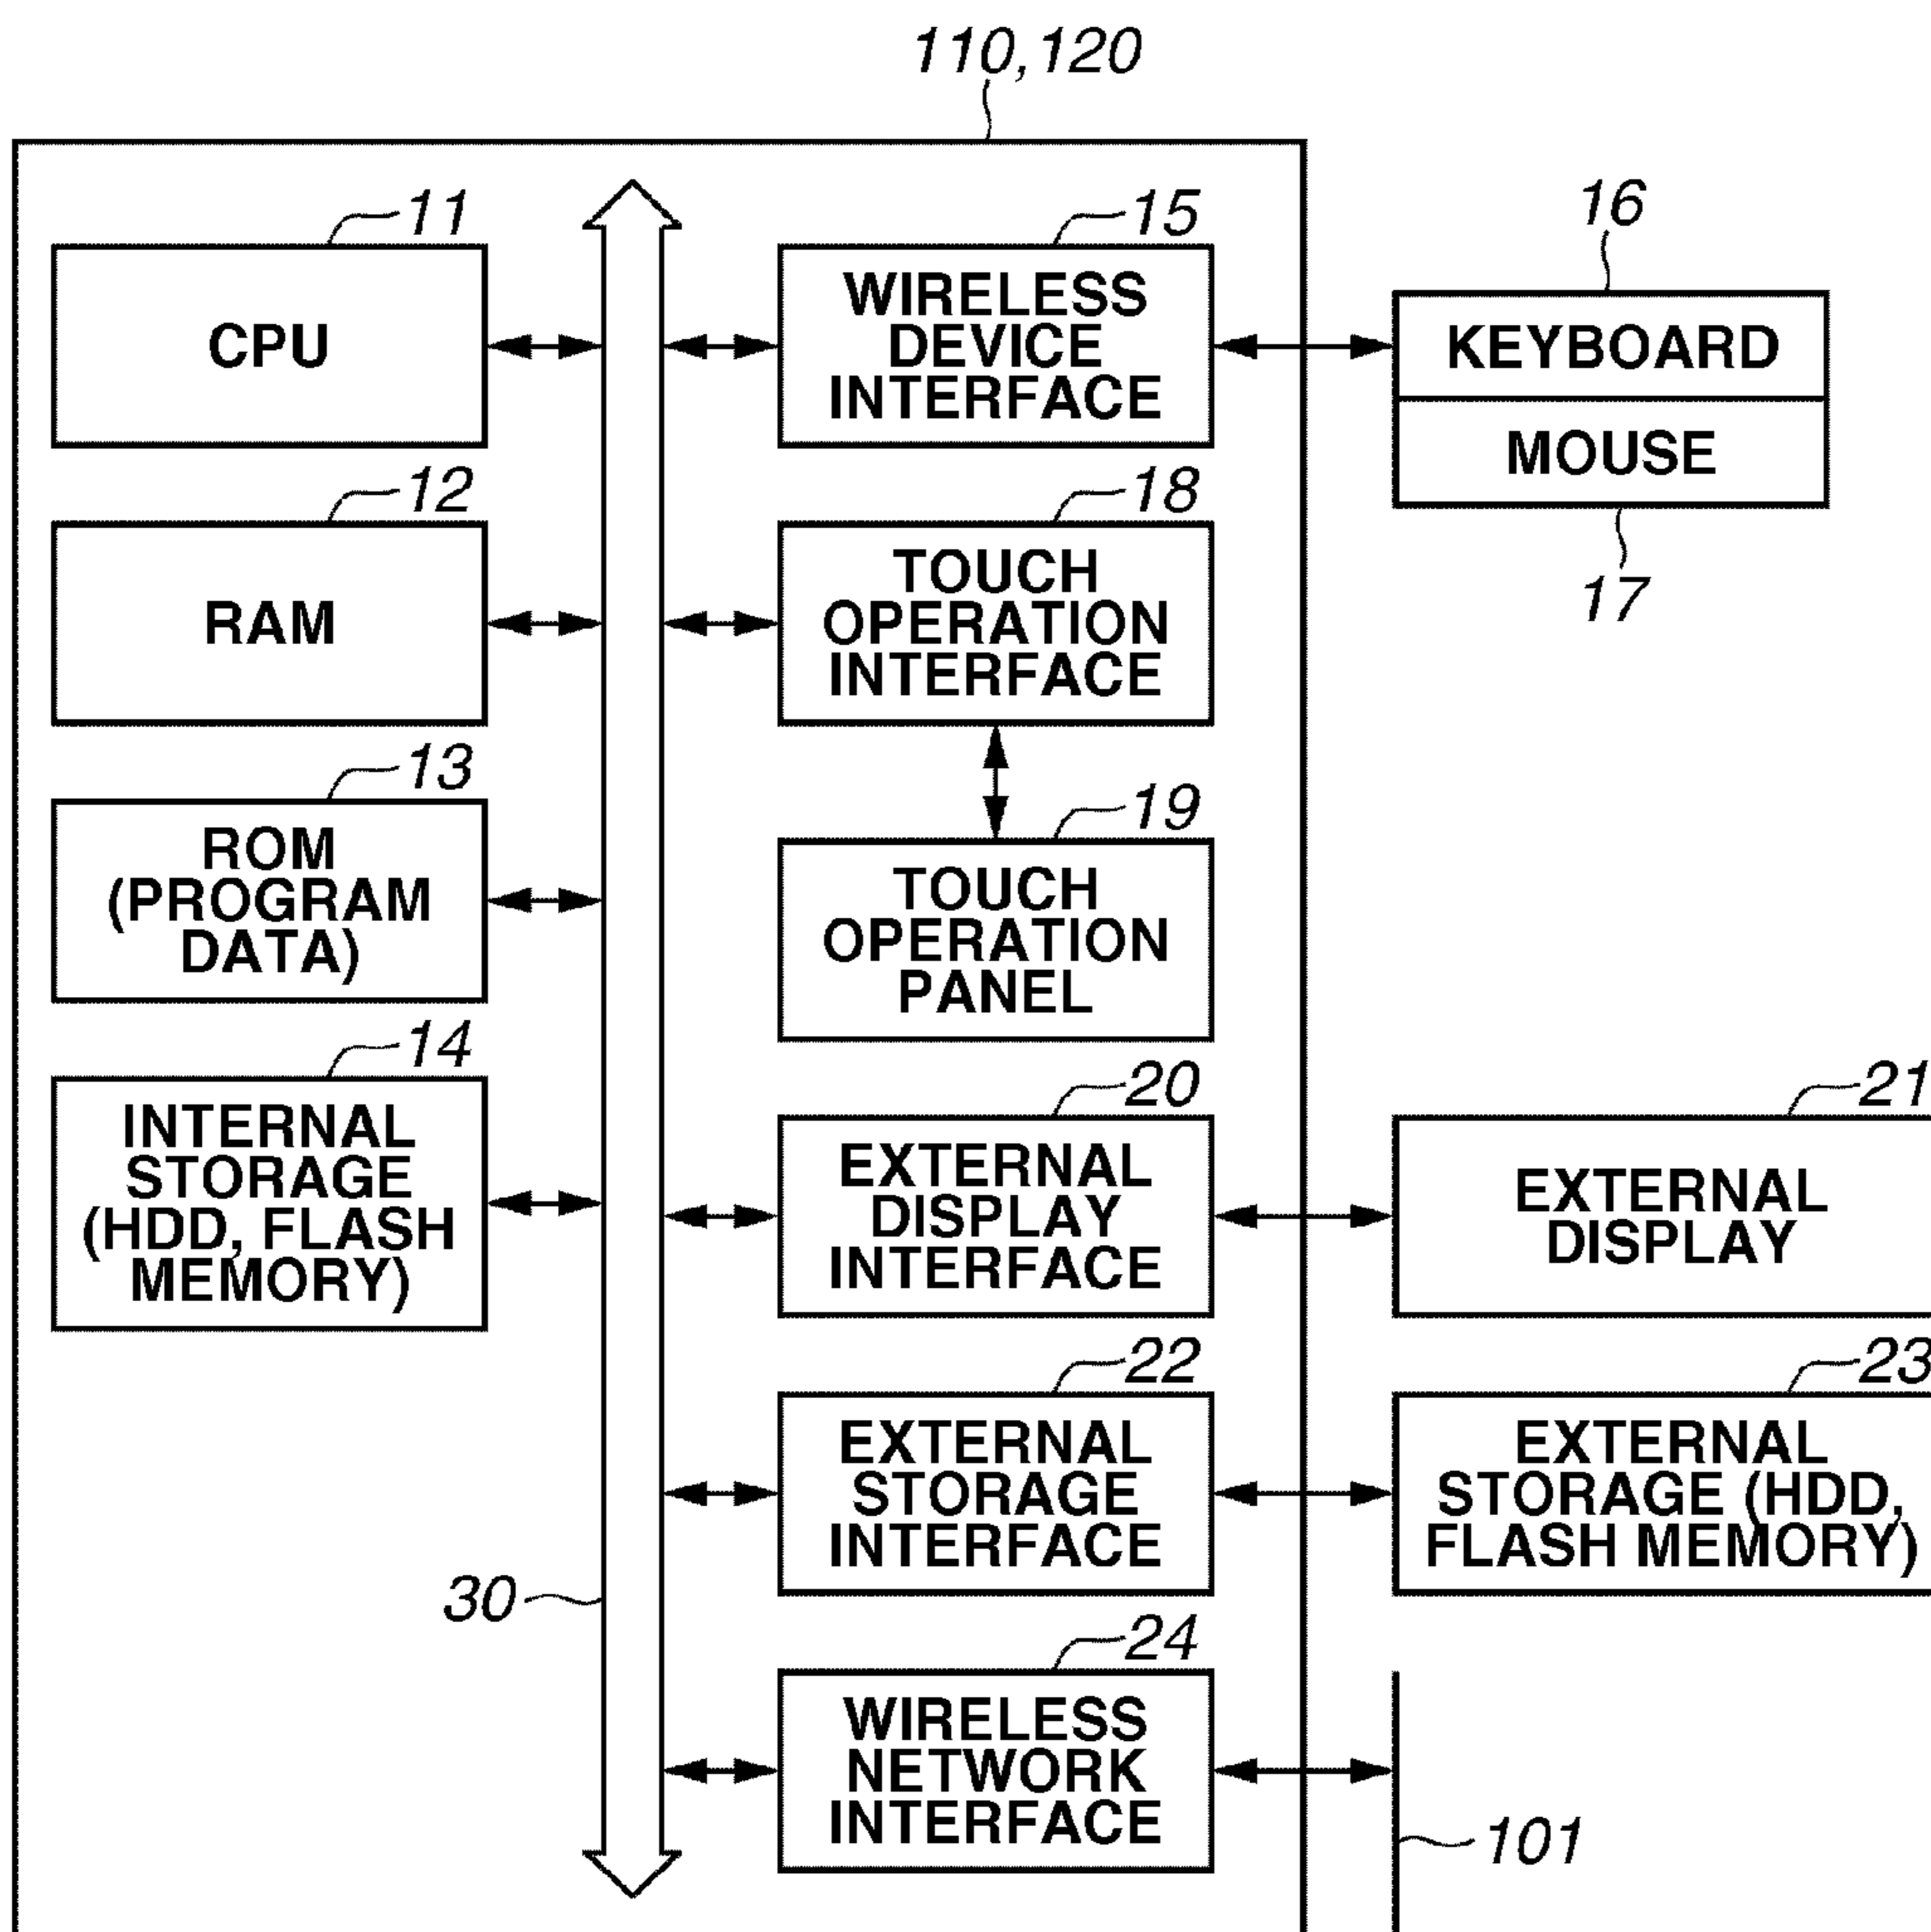 110,120
11
CPU
12
RAM
13
ROM
(PROGRAM
DATA)
14
INTERNAL
STORAGE
(HDD, FLASH
MEMORY)
30
15
WIRELESS
DEVICE
INTERFACE
18
TOUCH
OPERATION
INTERFACE
19
TOUCH
OPERATION
PANEL
20
EXTERNAL
DISPLAY
INTERFACE
22
EXTERNAL
STORAGE
INTERFACE
24
WIRELESS
NETWORK
INTERFACE
16
KEYBOARD
MOUSE
17
21
EXTERNAL
DISPLAY
23
EXTERNAL
STORAGE (HDD,
FLASH MEMORY)
101